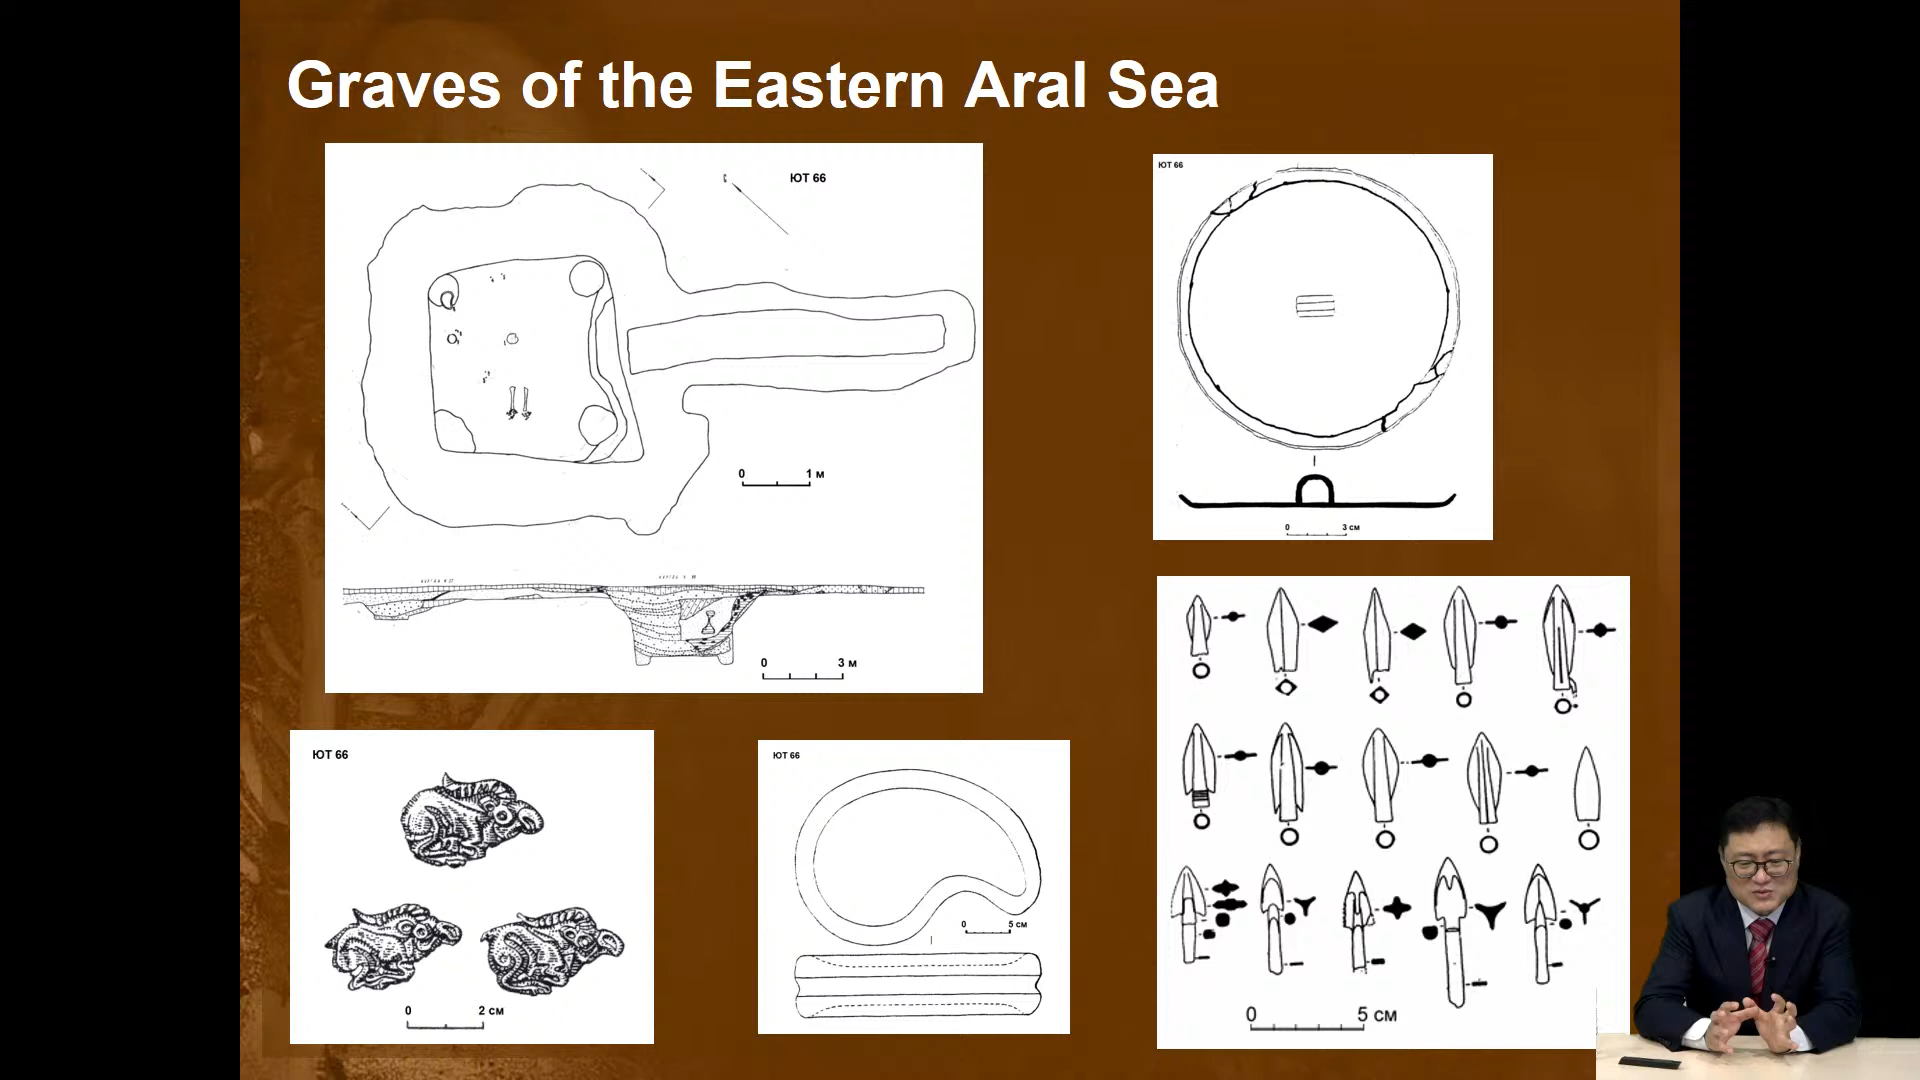 Graves of the Eastern Aral Sea
ЮТ 66
С
0 1 м
0 3 м
ЮТ 66
0 3 см
ЮТ 66
0 2 см
ЮТ 66
0 5 см
0 5 см